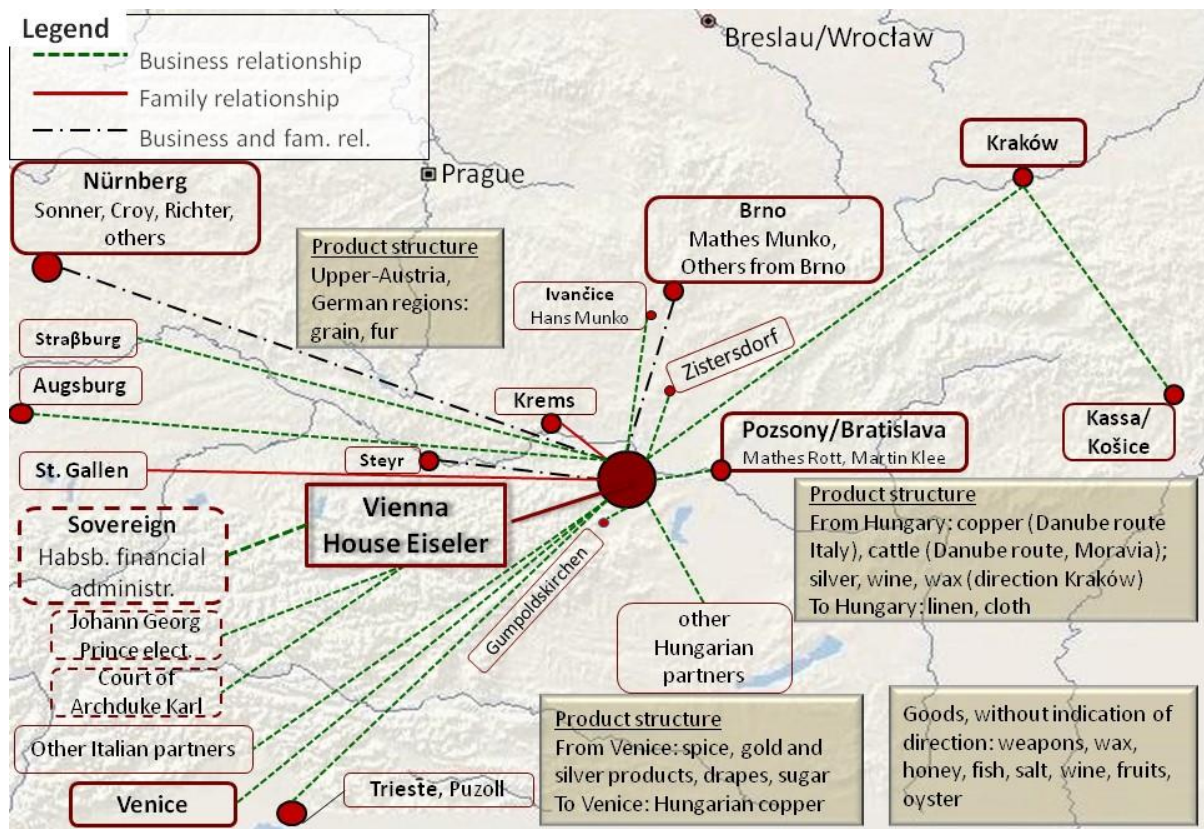 Legend
Business relationship
Family relationship
Business and fam. rel.
Breslau/Wrocław
Prague
Kraków
Nürnberg
Sonner, Croy, Richter,
others
Product structure
Upper-Austria,
German regions:
grain, fur
Brno
Mathes Munko,
Others from Brno
Ivančice
Hans Munko
Zistersdorf
Straβburg
Augsburg
Krems
Kassa/
Košice
Pozsony/Bratislava
Mathes Rott, Martin Klee
St. Gallen
Steyr
Vienna
House Eiseler
Product structure
From Hungary: copper (Danube route
Italy), cattle (Danube route, Moravia);
silver, wine, wax (direction Kraków)
To Hungary: linen, cloth
Sovereign
Habsb. financial
administr.
Gumpoldskirchen
Johann Georg
Prince elect.
other
Hungarian
partners
Court of
Archduke Karl
Other Italian partners
Product structure
From Venice: spice, gold and
silver products, drapes, sugar
To Venice: Hungarian copper
Goods, without indication of
direction: weapons, wax,
honey, fish, salt, wine, fruits,
oyster
Venice
Trieste, Puzoll